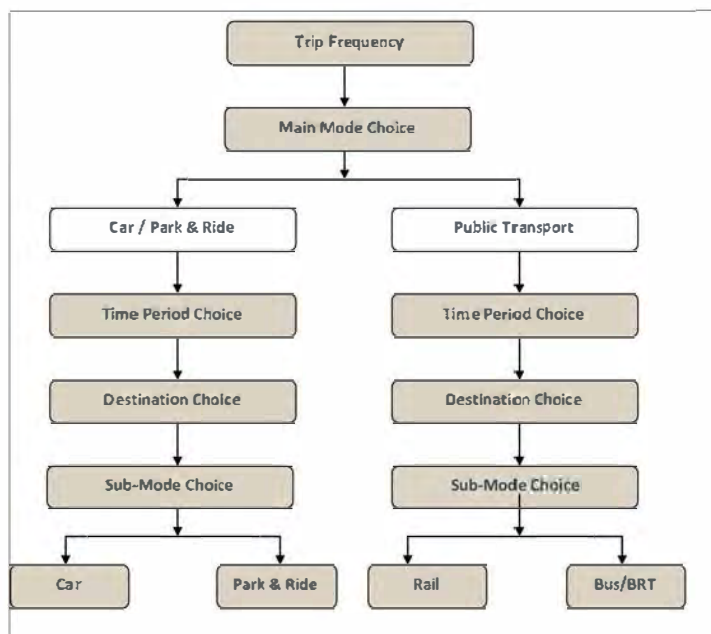 Trip Frequency
Main Mode Choice
Car / Park & Ride
Public Transport
Time Period Choice
Time Period Choice
Destination Choice
Destination Choice
Sub-Mode Choice
Sub-Mode Choice
Car
Park & Ride
Rail
Bus/BRT